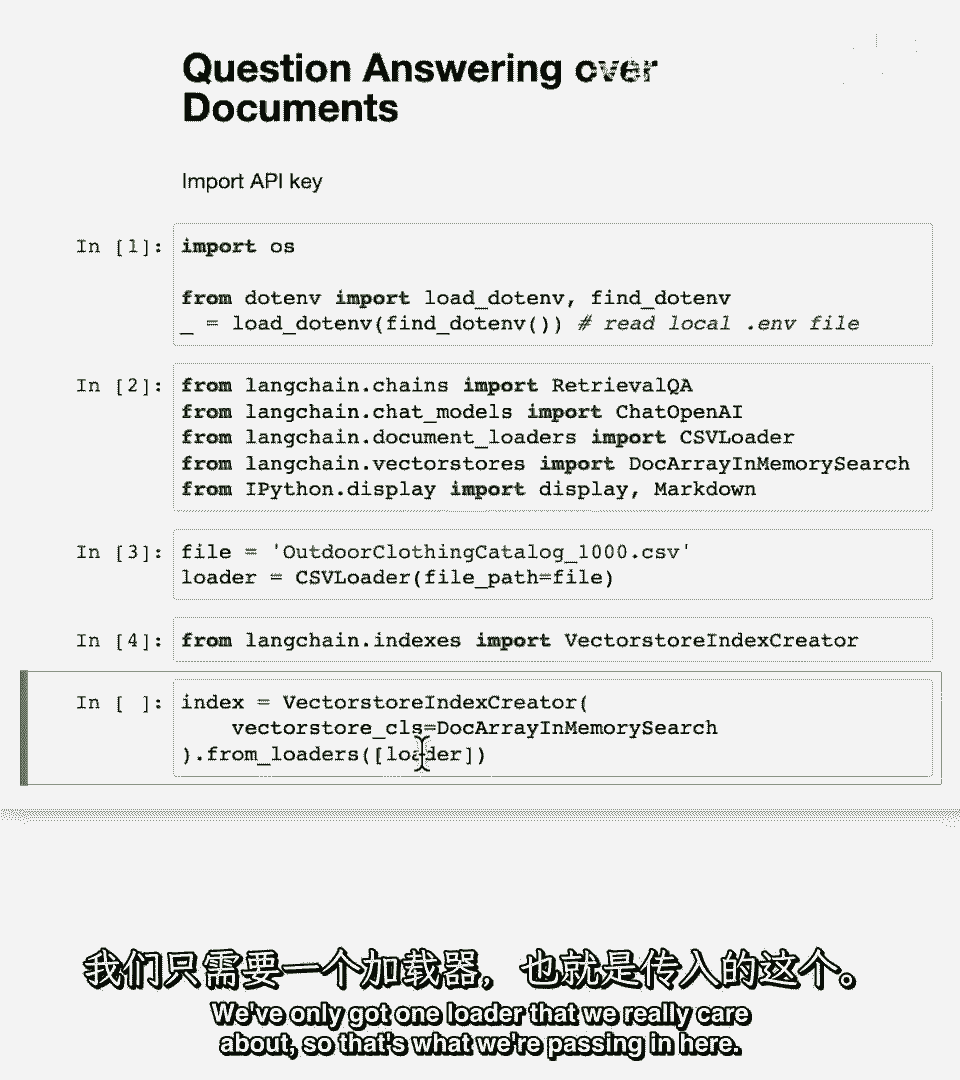 Question Answering over
Documents
Import API key
In [1]: import os
from dotenv import load_dotenv, find_dotenv
_ = load_dotenv(find_dotenv()) # read local .env file
In [2]: from langchain.chains import RetrievalQA
from langchain.chat_models import ChatOpenAI
from langchain.document_loaders import CSVLoader
from langchain.vectorstores import DocArrayInMemorySearch
from IPython.display import display, Markdown
In [3]: file = 'OutdoorClothingCatalog_1000.csv'
loader = CSVLoader(file_path=file)
In [4]: from langchain.indexes import VectorstoreIndexCreator
In [ ]: index = VectorstoreIndexCreator(
    vectorstore_cls=DocArrayInMemorySearch
).from_loaders([loader])
我们只需要一个加载器，也就是传入的这个。
We've only got one loader that we really care
about, so that's what we're passing in here.